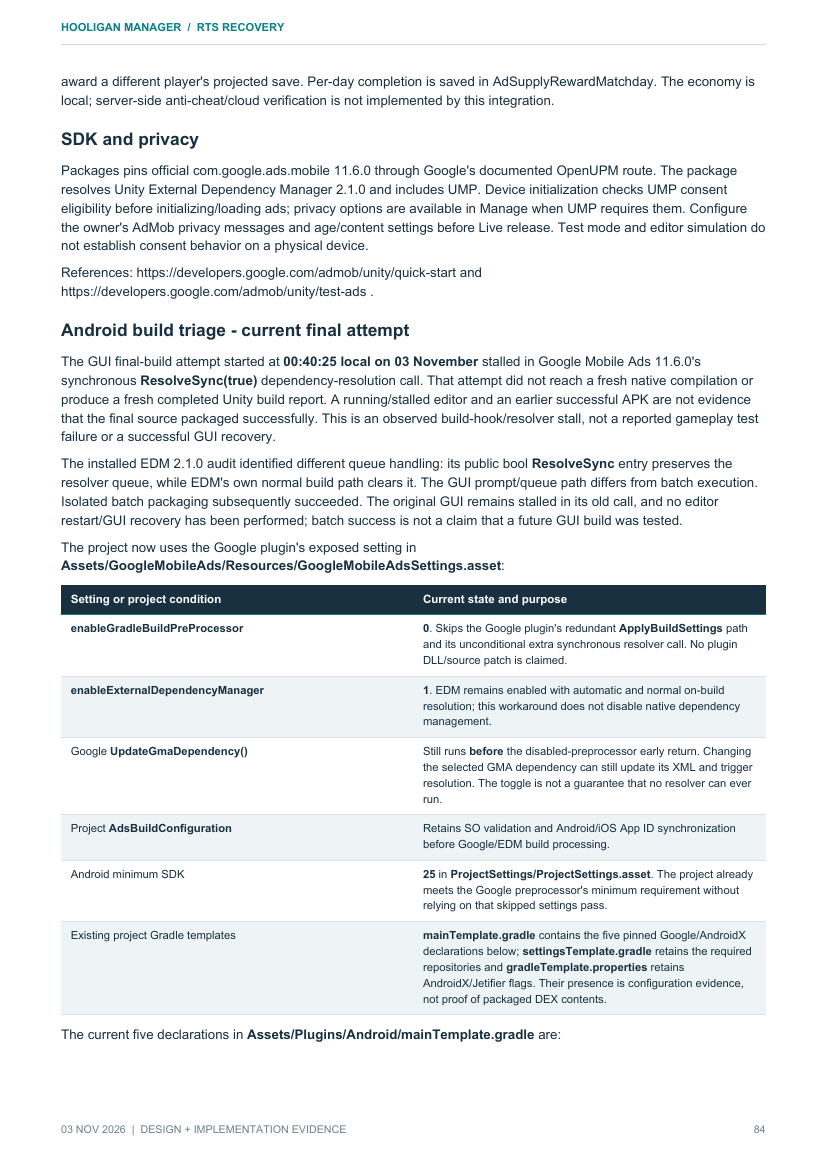 HOOLIGAN MANAGER / RTS RECOVERY
award a different player's projected save. Per-day completion is saved in AdSupplyRewardMatchday. The economy is
local; server-side anti-cheat/cloud verification is not implemented by this integration.
SDK and privacy
Packages pins official com.google.ads.mobile 11.6.0 through Google's documented OpenUPM route. The package
resolves Unity External Dependency Manager 2.1.0 and includes UMP. Device initialization checks UMP consent
eligibility before initializing/loading ads; privacy options are available in Manage when UMP requires them. Configure
the owner's AdMob privacy messages and age/content settings before Live release. Test mode and editor simulation do
not establish consent behavior on a physical device.
References: https://developers.google.com/admob/unity/quick-start and
https://developers.google.com/admob/unity/test-ads .
Android build triage - current final attempt
The GUI final-build attempt started at 00:40:25 local on 03 November stalled in Google Mobile Ads 11.6.0's
synchronous ResolveSync(true) dependency-resolution call. That attempt did not reach a fresh native compilation or
produce a fresh completed Unity build report. A running/stalled editor and an earlier successful APK are not evidence
that the final source packaged successfully. This is an observed build-hook/resolver stall, not a reported gameplay test
failure or a successful GUI recovery.
The installed EDM 2.1.0 audit identified different queue handling: its public bool ResolveSync entry preserves the
resolver queue, while EDM's own normal build path clears it. The GUI prompt/queue path differs from batch execution.
Isolated batch packaging subsequently succeeded. The original GUI remains stalled in its old call, and no editor
restart/GUI recovery has been performed; batch success is not a claim that a future GUI build was tested.
The project now uses the Google plugin's exposed setting in
Assets/GoogleMobileAds/Resources/GoogleMobileAdsSettings.asset:
Setting or project condition
Current state and purpose
enableGradleBuildPreProcessor
0. Skips the Google plugin's redundant ApplyBuildSettings path
and its unconditional extra synchronous resolver call. No plugin
DLL/source patch is claimed.
enableExternalDependencyManager
1. EDM remains enabled with automatic and normal on-build
resolution; this workaround does not disable native dependency
management.
Google UpdateGmaDependency()
Still runs before the disabled-preprocessor early return. Changing
the selected GMA dependency can still update its XML and trigger
resolution. The toggle is not a guarantee that no resolver can ever
run.
Project AdsBuildConfiguration
Retains SO validation and Android/iOS App ID synchronization
before Google/EDM build processing.
Android minimum SDK
25 in ProjectSettings/ProjectSettings.asset. The project already
meets the Google preprocessor's minimum requirement without
relying on that skipped settings pass.
Existing project Gradle templates
mainTemplate.gradle contains the five pinned Google/AndroidX
declarations below; settingsTemplate.gradle retains the required
repositories and gradleTemplate.properties retains
AndroidX/Jetifier flags. Their presence is configuration evidence,
not proof of packaged DEX contents.
The current five declarations in Assets/Plugins/Android/mainTemplate.gradle are:
03 NOV 2026 | DESIGN + IMPLEMENTATION EVIDENCE
84